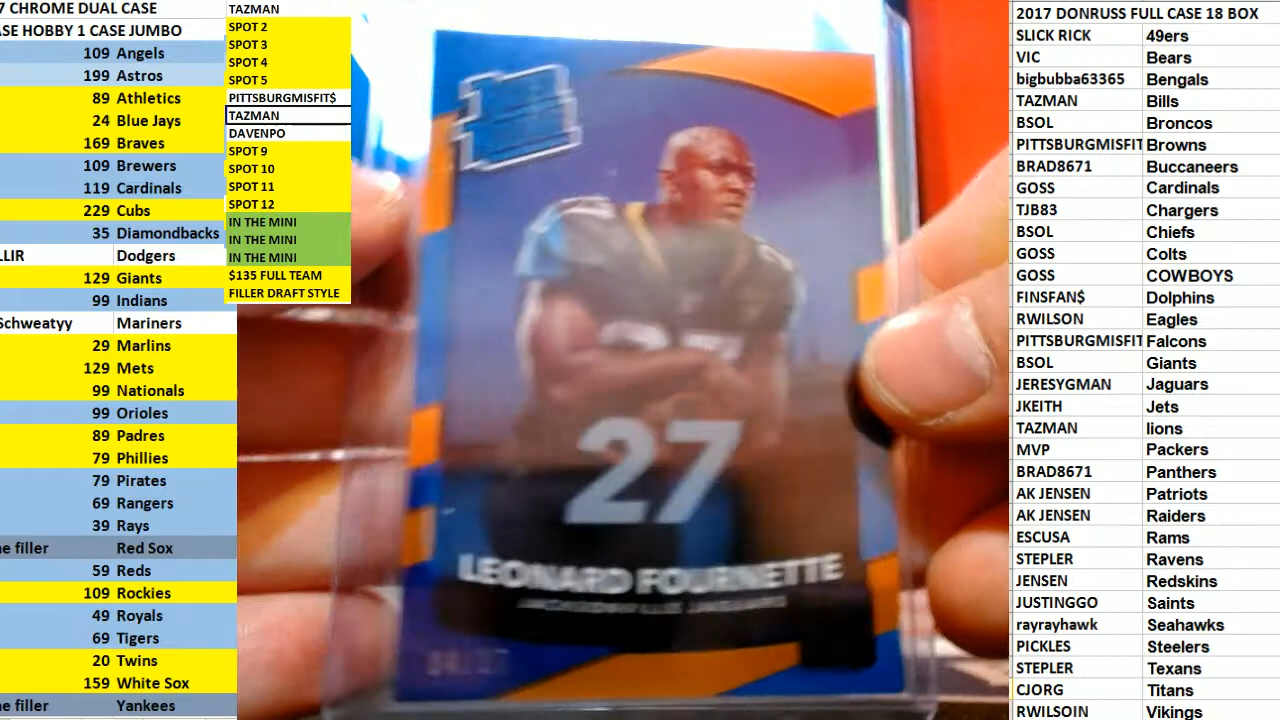 7 CHROME DUAL CASE
ASE HOBBY 1 CASE JUMBO
109 Angels
199 Astros
89 Athletics
24 Blue Jays
169 Braves
109 Brewers
119 Cardinals
229 Cubs
35 Diamondbacks
LLIR Dodgers
129 Giants
99 Indians
Schweatyy Mariners
29 Marlins
129 Mets
99 Nationals
99 Orioles
89 Padres
79 Phillies
79 Pirates
69 Rangers
39 Rays
ne filler Red Sox
59 Reds
109 Rockies
49 Royals
69 Tigers
20 Twins
159 White Sox
ne filler Yankees
TAZMAN
SPOT 2
SPOT 3
SPOT 4
SPOT 5
PITTSBURGMISFIT$
TAZMAN
DAVENPO
SPOT 9
SPOT 10
SPOT 11
SPOT 12
IN THE MINI
IN THE MINI
IN THE MINI
$135 FULL TEAM
FILLER DRAFT STYLE
27
LEONARD FOURNETTE
JACKSONVILLE JAGUARS
2017 DONRUSS FULL CASE 18 BOX
SLICK RICK 49ers
VIC Bears
bigbubba63365 Bengals
TAZMAN Bills
BSOL Broncos
PITTSBURGMISFIT Browns
BRAD8671 Buccaneers
GOSS Cardinals
TJB83 Chargers
BSOL Chiefs
GOSS Colts
GOSS COWBOYS
FINSFAN$ Dolphins
RWILSON Eagles
PITTSBURGMISFIT Falcons
BSOL Giants
JERESYGMAN Jaguars
JKEITH Jets
TAZMAN lions
MVP Packers
BRAD8671 Panthers
AK JENSEN Patriots
AK JENSEN Raiders
ESCUSA Rams
STEPLER Ravens
JENSEN Redskins
JUSTINGGO Saints
rayrayhawk Seahawks
PICKLES Steelers
STEPLER Texans
CJORG Titans
RWILSOIN Vikings